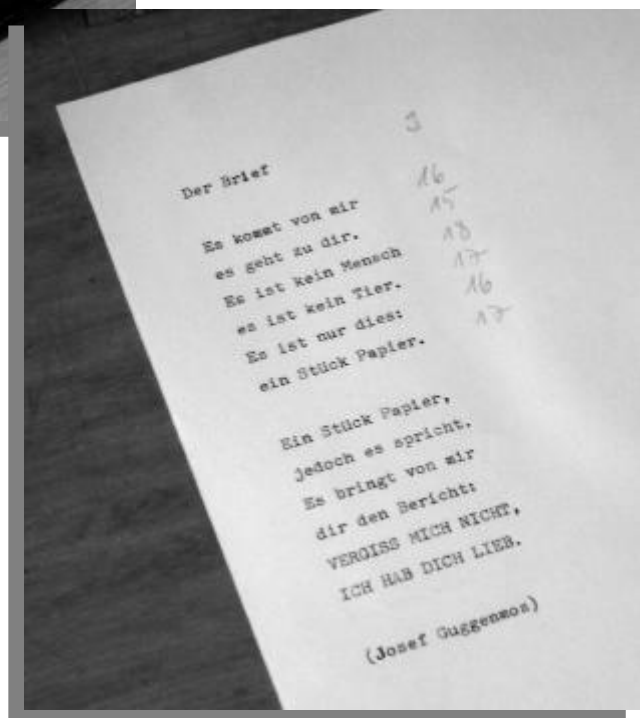 Der Brief
Es kommt von mir
es geht zu dir.
Es ist kein Mensch
es ist kein Tier.
Es ist nur dies:
ein Stück Papier.
Ein Stück Papier,
jedoch es spricht.
Es bringt von mir
dir den Bericht:
VERGISS MICH NICHT,
ICH HAB DICH LIEB.
(Josef Guggenmos)
16
15
18
17
16
17